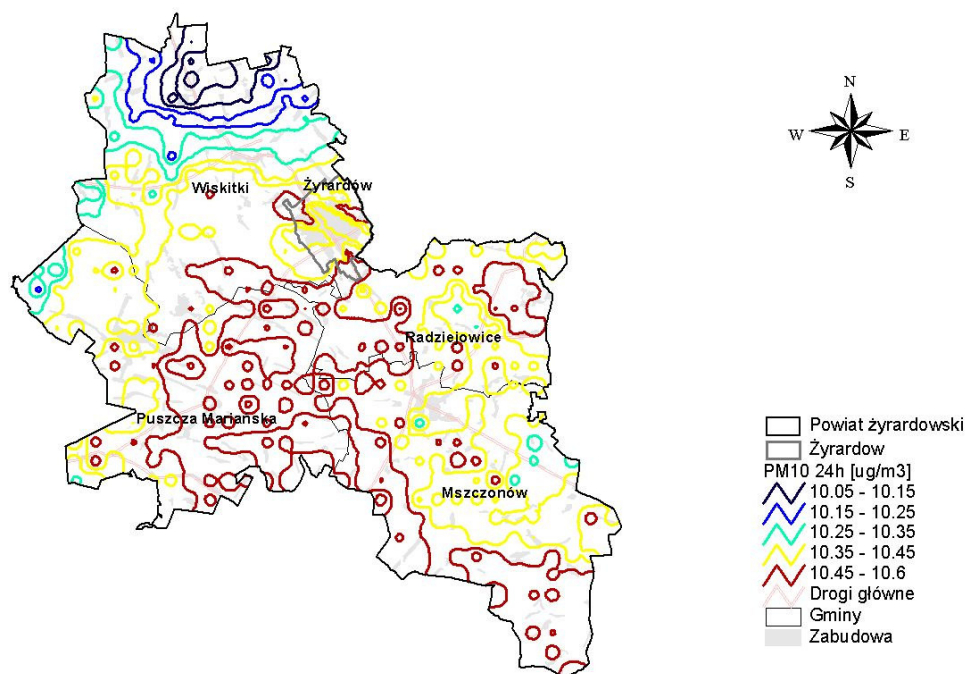 N
W
E
S
Wiskitki
Żyrardów
Radziejowice
Puszcza Mariańska
Mszczonów
Powiat żyrardowski
Żyrardow
PM10 24h [ug/m3]
10.05 - 10.15
10.15 - 10.25
10.25 - 10.35
10.35 - 10.45
10.45 - 10.6
Drogi główne
Gminy
Zabudowa